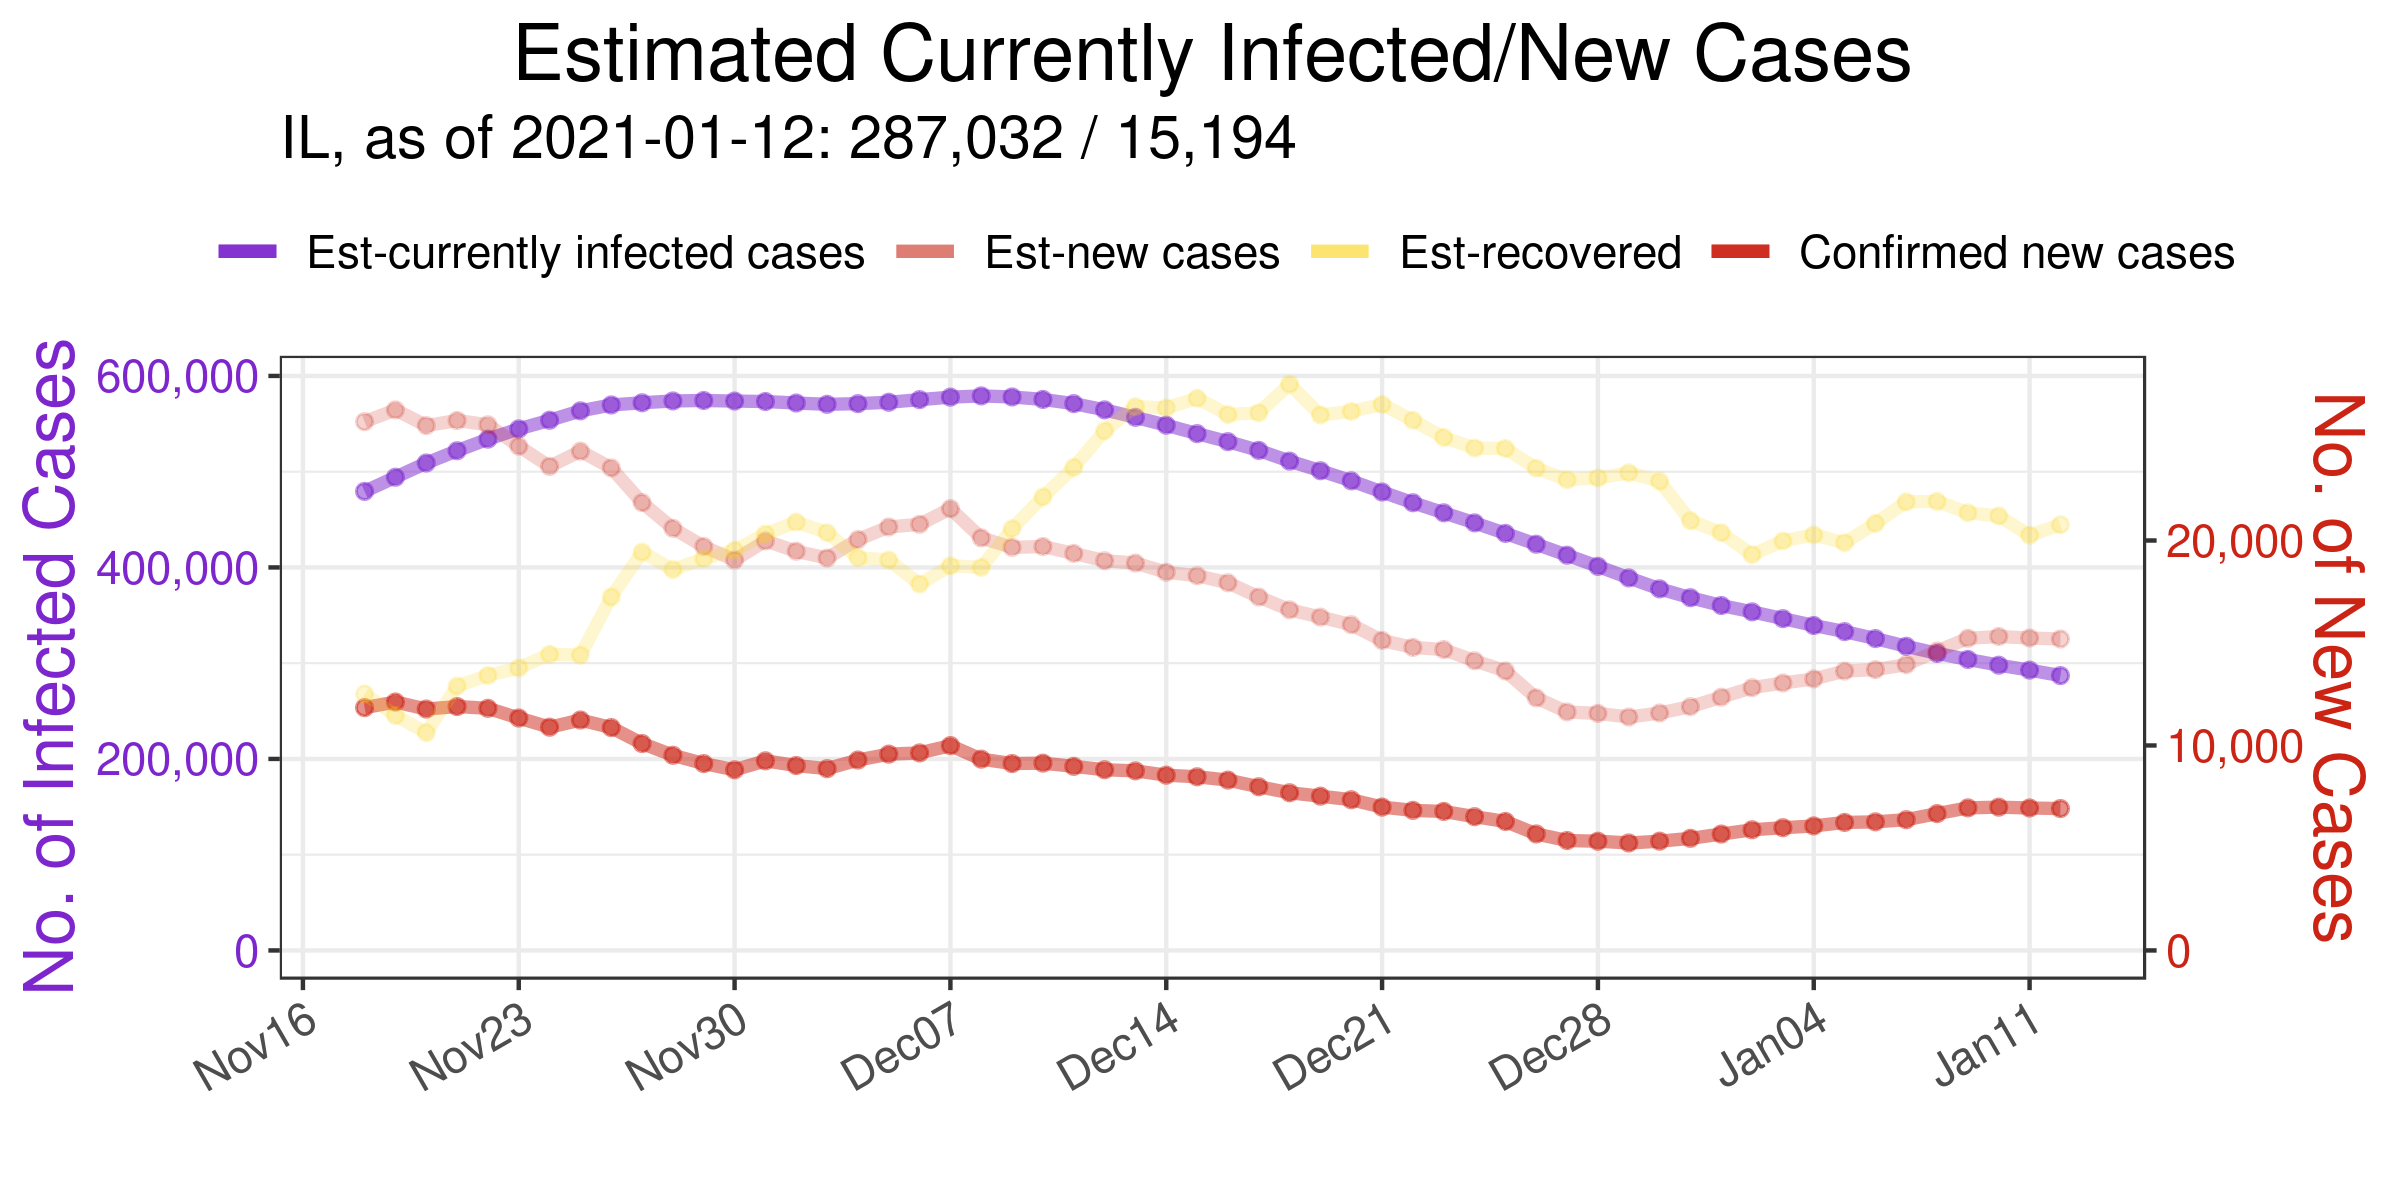 Estimated Currently Infected/New Cases
IL, as of 2021-01-12: 287,032 / 15,194
Est-currently infected cases Est-new cases Est-recovered Confirmed new cases
No. of Infected Cases
600,000
400,000
200,000
0
20,000
10,000
0
No. of New Cases
Nov16 Nov23 Nov30 Dec07 Dec14 Dec21 Dec28 Jan04 Jan11